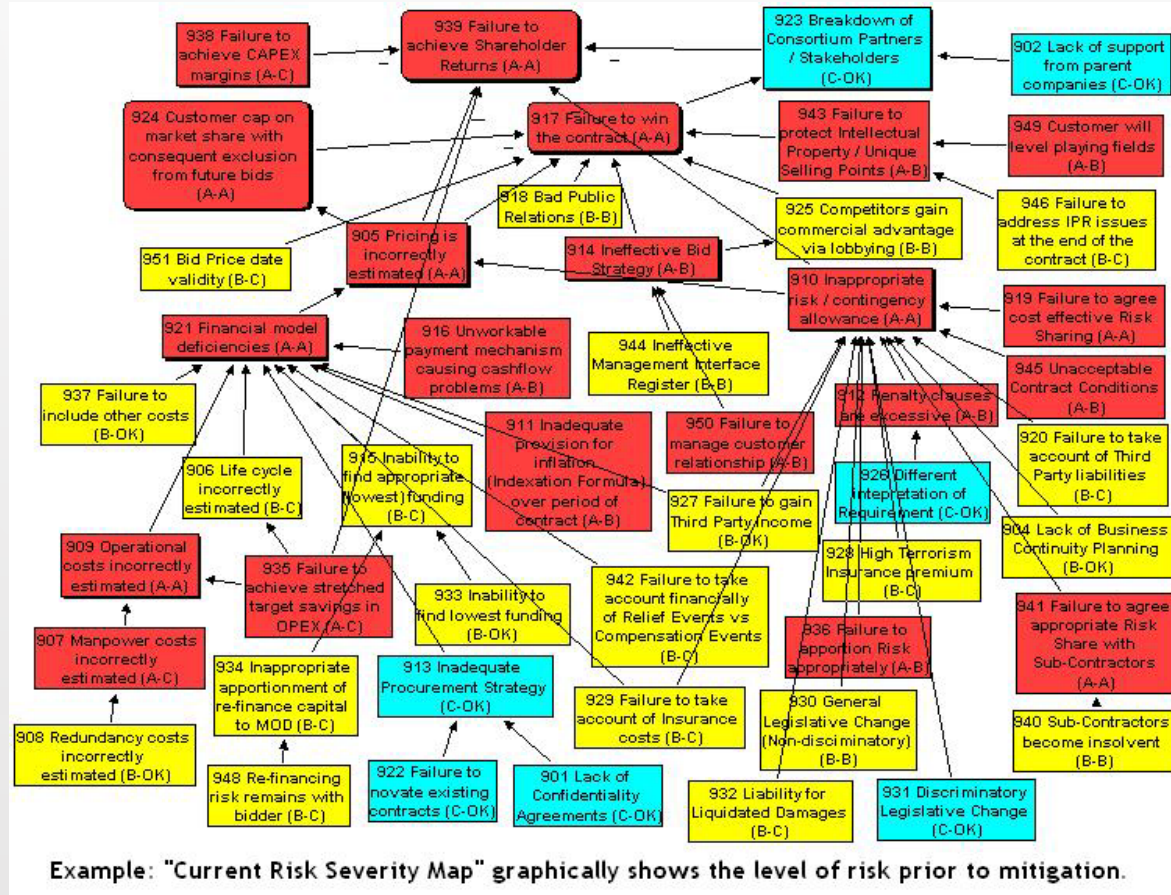 938 Failure to
achieve CAPEX
margins (A-C)
939 Failure to
achieve Shareholder
Returns (A-A)
923 Breakdown of
Consortium Partners
/ Stakeholders
(C-OK)
902 Lack of support
from parent
companies (C-OK)
924 Customer cap on
market share with
consequent exclusion
from future bids
(A-A)
917 Failure to win
the contract (A-A)
943 Failure to
protect Intellectual
Property / Unique
Selling Points (A-B)
949 Customer will
level playing fields
(A-B)
918 Bad Public
Relations (B-B)
925 Competitors gain
commercial advantage
via lobbying (B-B)
946 Failure to
address IPR issues
at the end of the
contract (B-C)
951 Bid Price date
validity (B-C)
905 Pricing is
incorrectly
estimated (A-A)
914 Ineffective Bid
Strategy (A-B)
910 Inappropriate
risk / contingency
allowance (A-A)
919 Failure to agree
cost effective Risk
Sharing (A-A)
921 Financial model
deficiencies (A-A)
916 Unworkable
payment mechanism
causing cashflow
problems (A-B)
944 Ineffective
Management Interface
Register (B-B)
945 Unacceptable
Contract Conditions
(A-B)
937 Failure to
include other costs
(B-OK)
912 Penalty clauses
are excessive (A-B)
911 Inadequate
provision for
inflation
(Indexation Formula)
over period of
contract (A-B)
950 Failure to
manage customer
relationship (A-B)
920 Failure to take
account of Third
Party liabilities
(B-C)
906 Life cycle
incorrectly
estimated (B-C)
915 Inability to
find appropriate
(lowest) funding
(B-C)
926 Different
intepretation of
Requirement (C-OK)
927 Failure to gain
Third Party income
(B-OK)
904 Lack of Business
Continuity Planning
(B-OK)
909 Operational
costs incorrectly
estimated (A-A)
935 Failure to
achieve stretched
target savings in
OPEX (A-C)
928 High Terrorism
Insurance premium
(B-C)
933 Inability to
find lowest funding
(B-OK)
942 Failure to take
account financially
of Relief Events vs
Compensation Events
(B-C)
941 Failure to agree
appropriate Risk
Share with
Sub-Contractors
(A-A)
907 Manpower costs
incorrectly
estimated (A-C)
936 Failure to
apportion Risk
appropriately (A-B)
934 Inappropriate
apportionment of
re-finance capital
to MOD (B-C)
913 Inadequate
Procurement Strategy
(C-OK)
929 Failure to take
account of Insurance
costs (B-C)
930 General
Legislative Change
(Non-discriminatory)
(B-B)
940 Sub-Contractors
become insolvent
(B-B)
908 Redundancy costs
incorrectly
estimated (B-OK)
948 Re-financing
risk remains with
bidder (B-C)
922 Failure to
novate existing
contracts (C-OK)
901 Lack of
Confidentiality
Agreements (C-OK)
932 Liability for
Liquidated Damages
(B-C)
931 Discriminatory
Legislative Change
(C-OK)
Example: "Current Risk Severity Map" graphically shows the level of risk prior to mitigation.